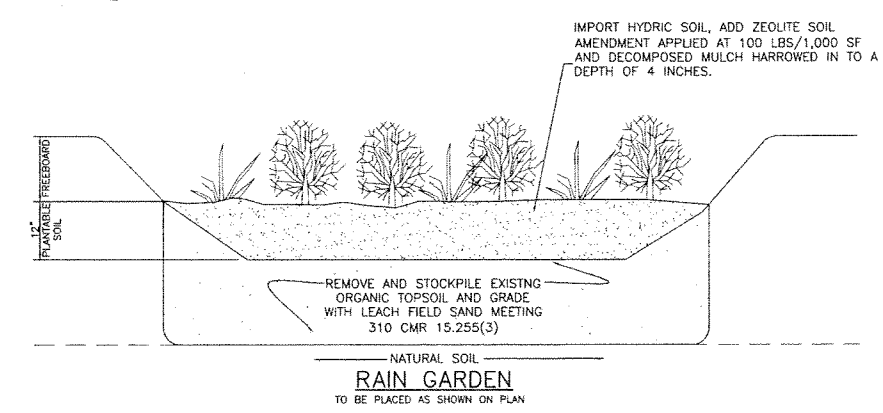 IMPORT HYDRIC SOIL, ADD ZEOLITE SOIL
AMENDMENT APPLIED AT 100 LBS/1,000 SF
AND DECOMPOSED MULCH HARROWED IN TO A
DEPTH OF 4 INCHES.
FREEBOARD
12"
PLANTABLE
SOIL
REMOVE AND STOCKPILE EXISTNG
ORGANIC TOPSOIL AND GRADE
WITH LEACH FIELD SAND MEETING
310 CMR 15.255(3)
NATURAL SOIL
RAIN GARDEN
TO BE PLACED AS SHOWN ON PLAN